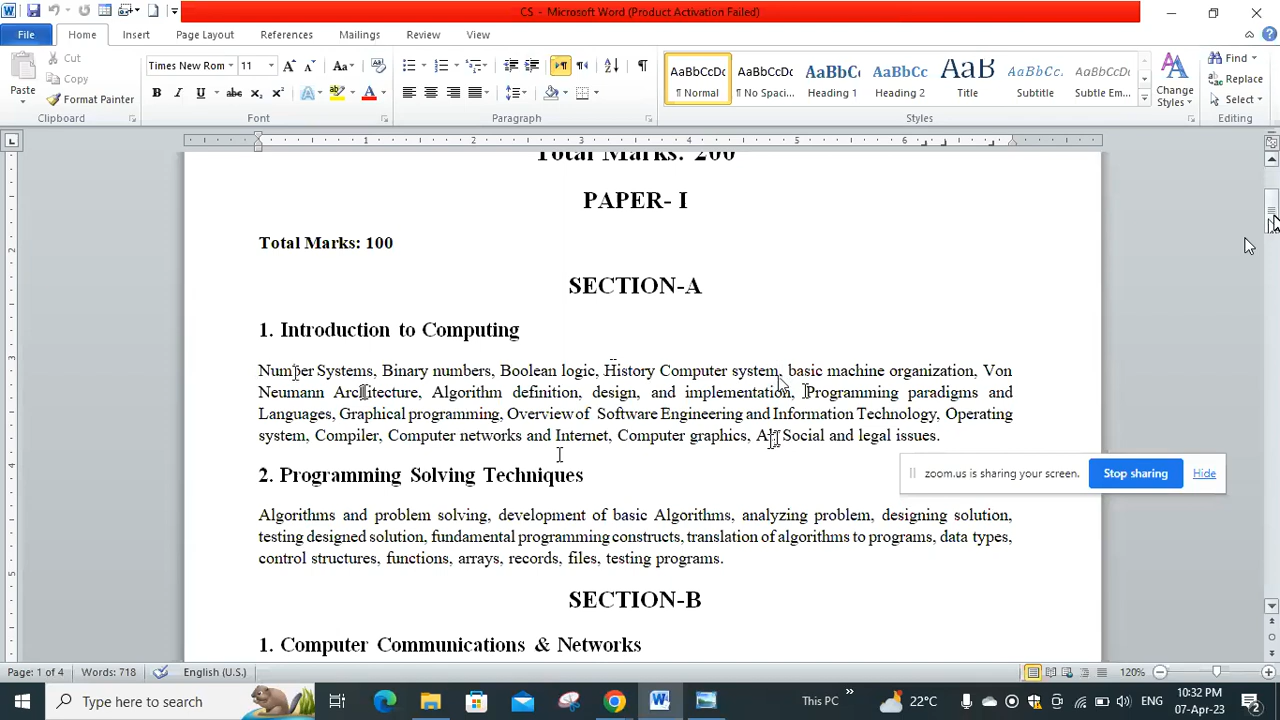 CS - Microsoft Word (Product Activation Failed)
File Home Insert Page Layout References Mailings Review View
Cut
Copy
Format Painter
Paste
Clipboard
Times New Rom 11
Font
Paragraph
AaBbCcDc AaBbCcDc AaBbC AaBbCc AaB AaBbCc. AaBbCcDc
¶ Normal ¶ No Spaci... Heading 1 Heading 2 Title Subtitle Subtle Em...
Styles
Change Styles
Find
Replace
Select
Editing
Total Marks: 200
PAPER- I
Total Marks: 100
SECTION-A
1. Introduction to Computing
Number Systems, Binary numbers, Boolean logic, History Computer system, basic machine organization, Von
Neumann Architecture, Algorithm definition, design, and implementation, Programming paradigms and
Languages, Graphical programming, Overview of Software Engineering and Information Technology, Operating
system, Compiler, Computer networks and Internet, Computer graphics, AI, Social and legal issues.
zoom.us is sharing your screen. Stop sharing Hide
2. Programming Solving Techniques
Algorithms and problem solving, development of basic Algorithms, analyzing problem, designing solution,
testing designed solution, fundamental programming constructs, translation of algorithms to programs, data types,
control structures, functions, arrays, records, files, testing programs.
SECTION-B
1. Computer Communications & Networks
Page: 1 of 4 Words: 718 English (U.S.) 120%
Type here to search
This PC
22°C
ENG
10:32 PM
07-Apr-23